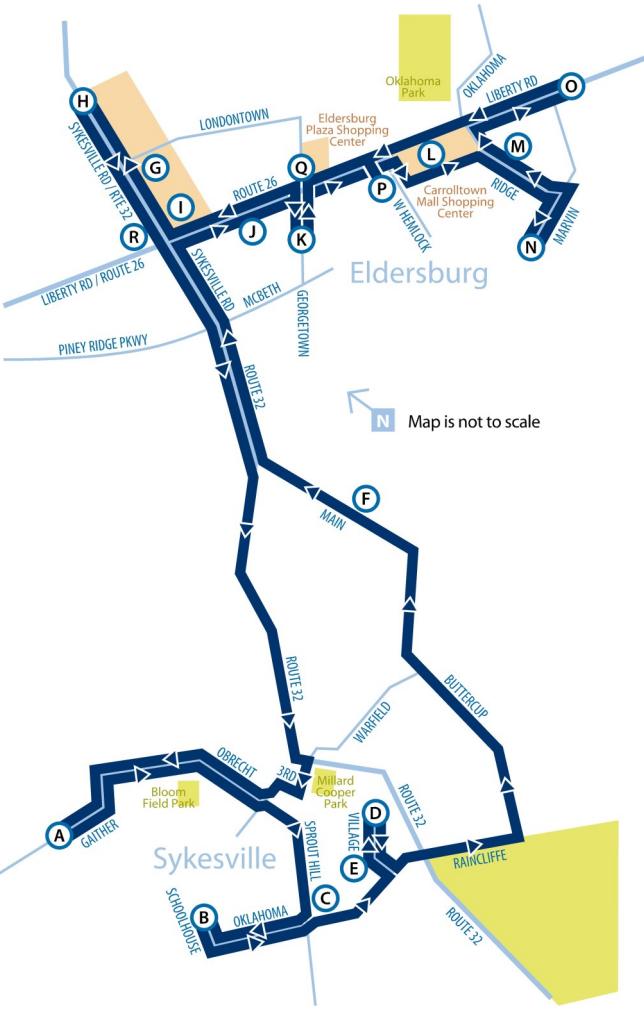 Oklahoma
Park
OKLAHOMA
LIBERTY RD
O
H
LONDONTOWN
Eldersburg
Plaza Shopping
Center
SYKESVILLE RD / RTE 32
G
Q
L
M
I
ROUTE 26
P
RIDGE
Carrolltown
Mall Shopping
Center
W HEMLOCK
MARVIN
N
R
J
K
SYKESVILLE RD
LIBERTY RD / ROUTE 26
Eldersburg
MCBETH
GEORGETOWN
PINEY RIDGE PKWY
ROUTE 32
N
Map is not to scale
F
MAIN
ROUTE 32
BUTTERCUP
WARFIELD
OBRECHT
3RD
Millard
Cooper
Park
Bloom
Field Park
ROUTE 32
A
GAITHER
D
VILLAGE
SPROUT HILL
Sykesville
E
RAINCLIFFE
SCHOOLHOUSE
B
OKLAHOMA
C
ROUTE 32